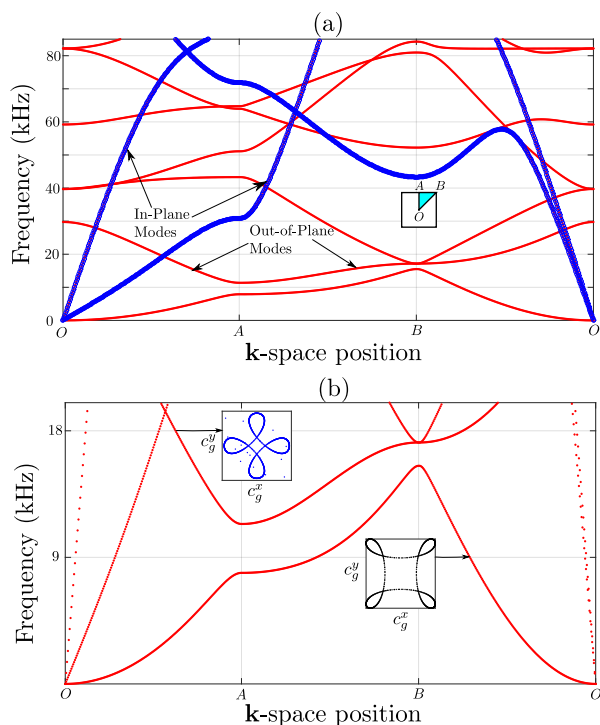 (a)
Frequency (kHz)
80
60
40
20
0
In-Plane
Modes
Out-of-Plane
Modes
A B
O
O A B O
k-space position
(b)
Frequency (kHz)
18
9
c_g^y
c_g^x
c_g^y
c_g^x
O A B O
k-space position